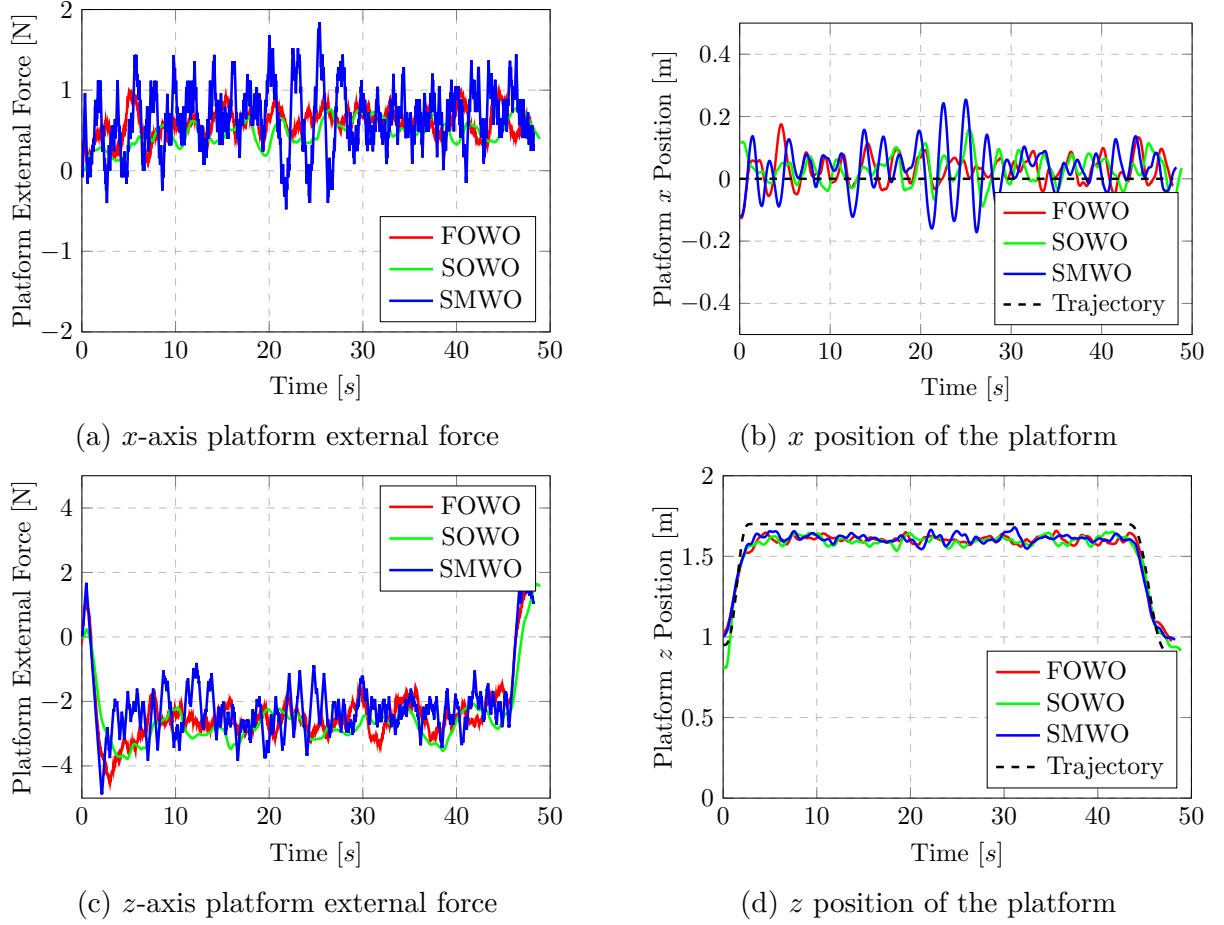 Platform External Force [N]
2
1
0
−1
−2
0 10 20 30 40 50
Time [s]
FOWO
SOWO
SMWO
(a) x-axis platform external force
Platform x Position [m]
0.4
0.2
0
−0.2
−0.4
0 10 20 30 40 50
Time [s]
FOWO
SOWO
SMWO
Trajectory
(b) x position of the platform
Platform External Force [N]
4
2
0
−2
−4
0 10 20 30 40 50
Time [s]
FOWO
SOWO
SMWO
(c) z-axis platform external force
Platform z Position [m]
2
1.5
1
0.5
0
0 10 20 30 40 50
Time [s]
FOWO
SOWO
SMWO
Trajectory
(d) z position of the platform